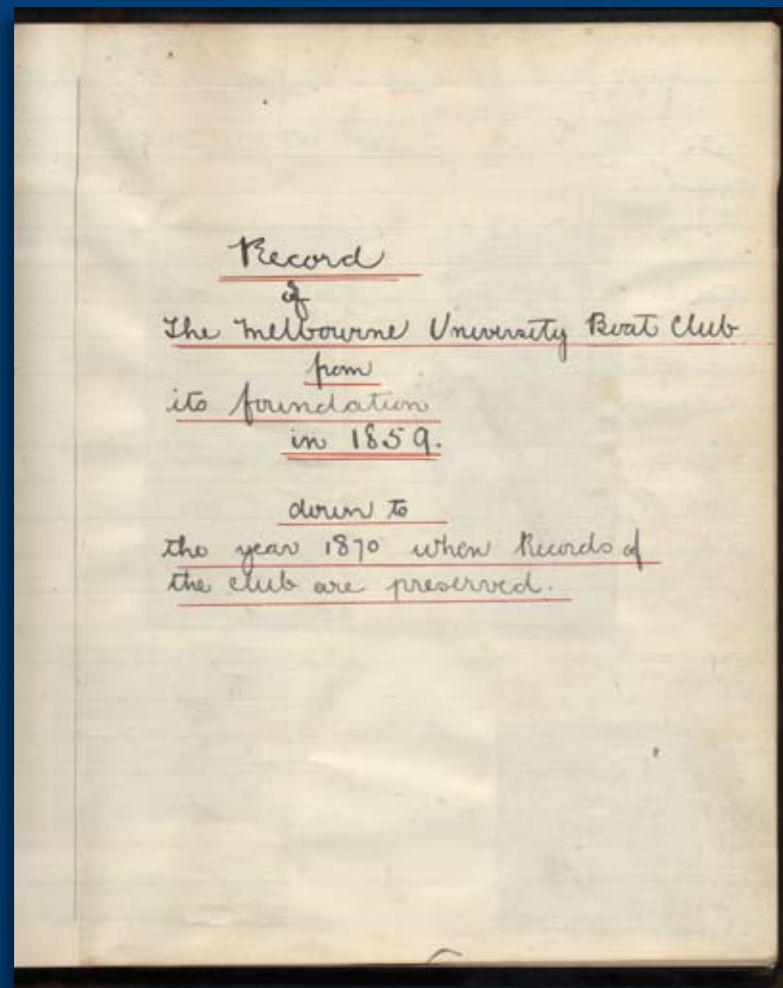 Record
of
The Melbourne University Boat Club
from
its foundation
in 1859.
down to
the year 1870 when Records of
the club are preserved.